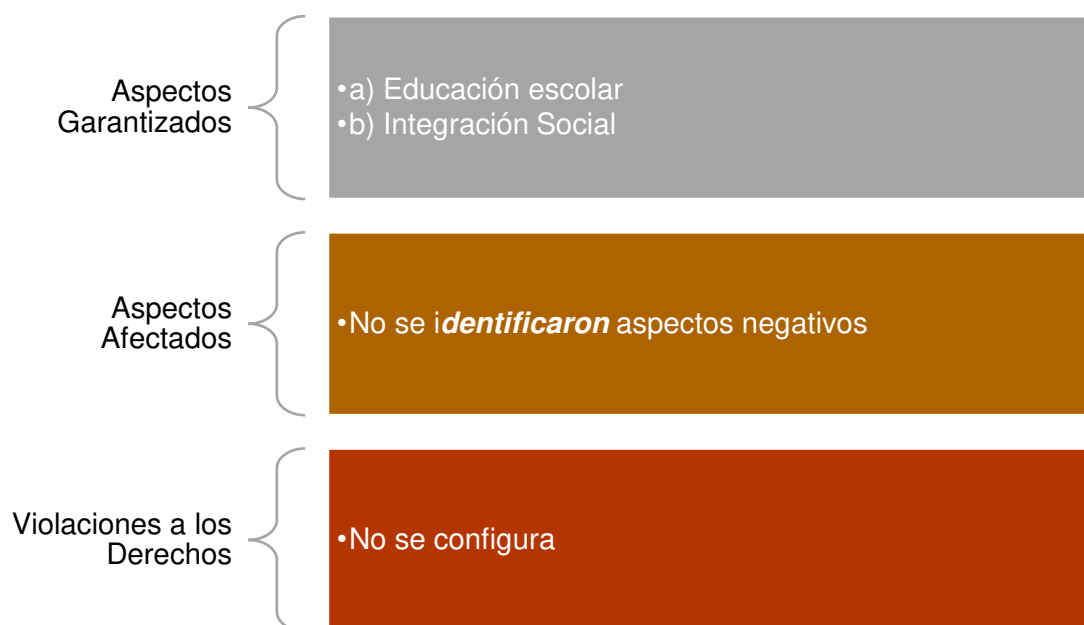 Aspectos
Garantizados
•a) Educación escolar
•b) Integración Social
Aspectos
Afectados
•No se identificaron aspectos negativos
Violaciones a los
Derechos
•No se configura